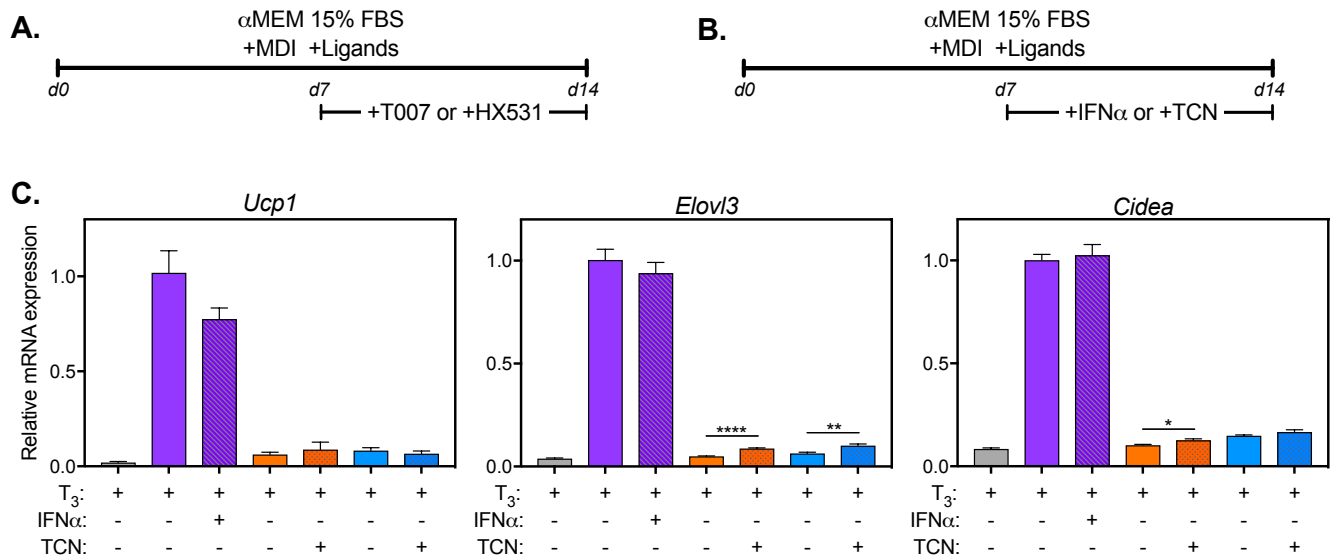 A.
αMEM 15% FBS
+MDI +Ligands
d0 d7 d14
+T007 or +HX531
B.
αMEM 15% FBS
+MDI +Ligands
d0 d7 d14
+IFNα or +TCN
C.
Relative mRNA expression
Ucp1
1.0
0.5
0.0
T3: + + + + + + +
IFNα: - - + - - - -
TCN: - - - - + - +
Elovl3
1.0
0.5
0.0
**** **
T3: + + + + + + +
IFNα: - - + - - - -
TCN: - - - - + - +
Cidea
1.0
0.5
0.0
*
T3: + + + + + + +
IFNα: - - + - - - -
TCN: - - - - + - +